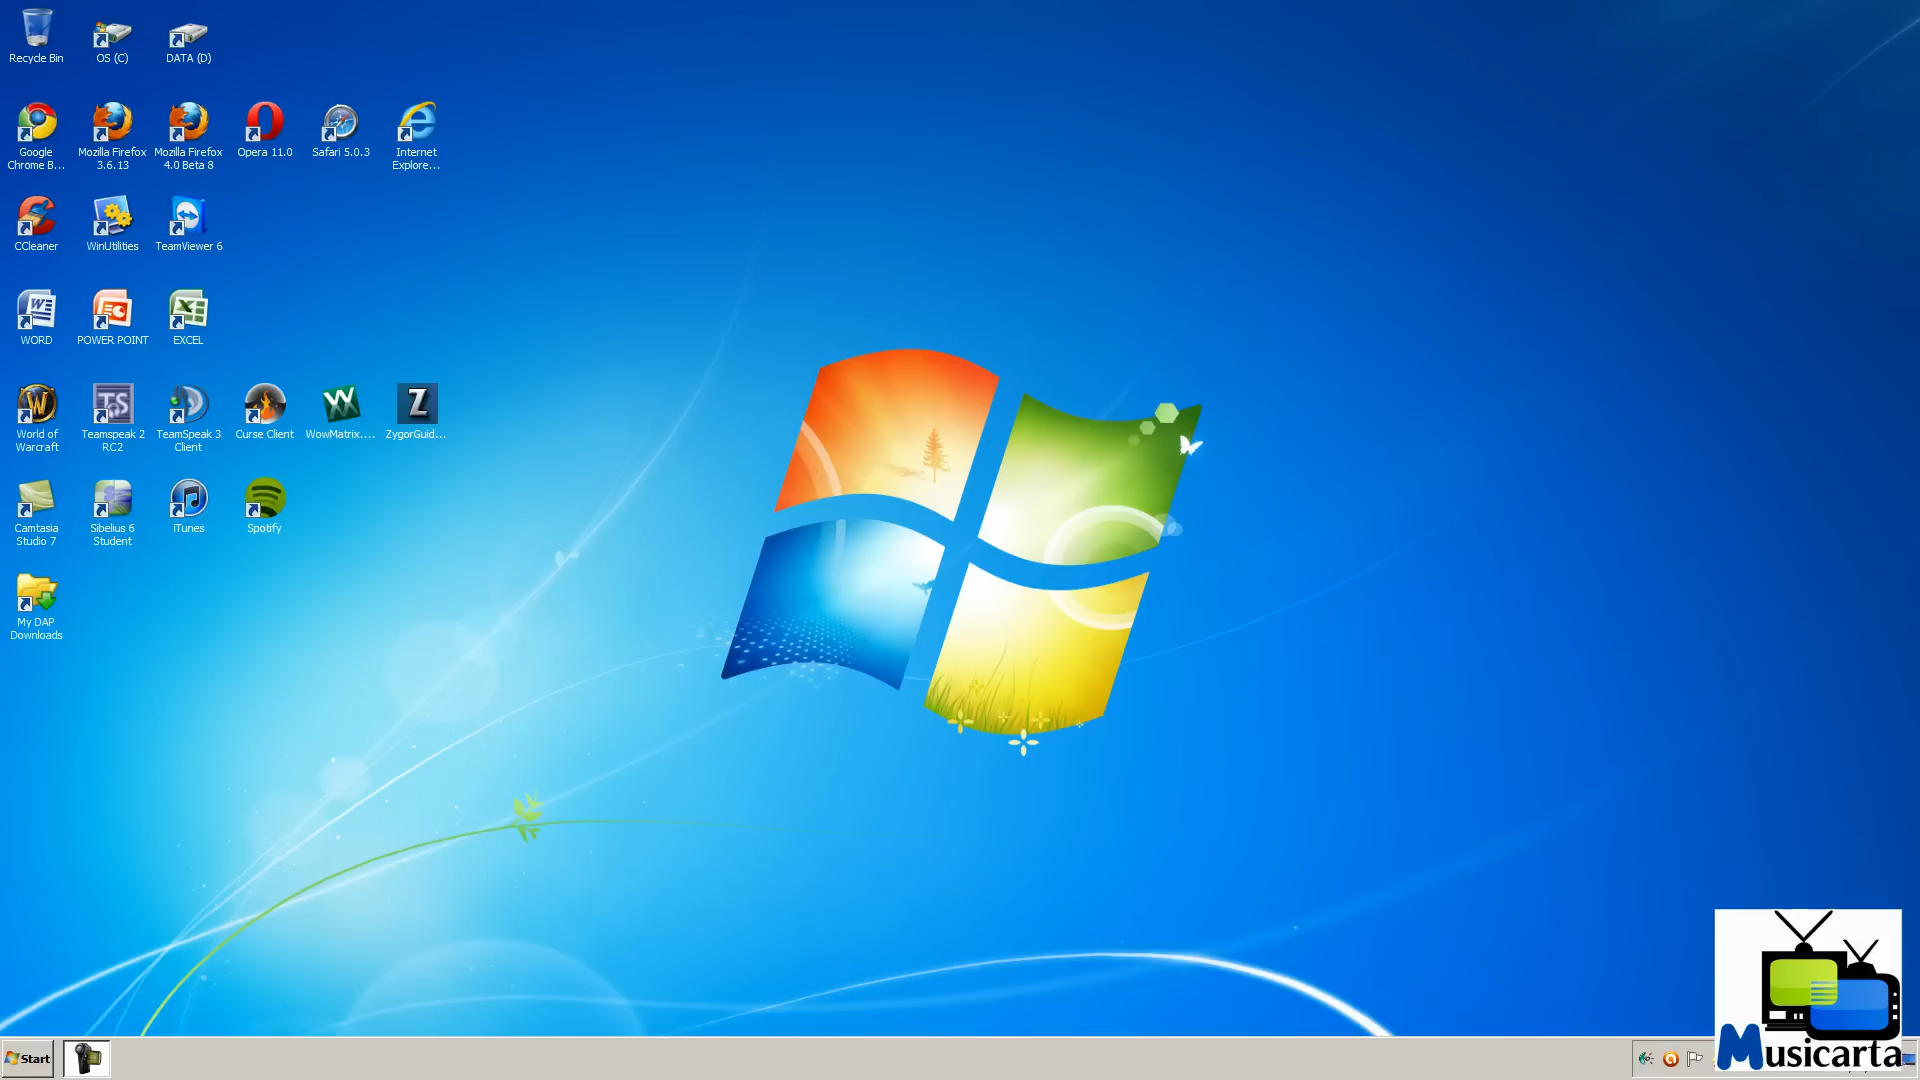 Recycle Bin
OS (C)
DATA (D)
Google
Chrome B...
Mozilla Firefox
3.6.13
Mozilla Firefox
4.0 Beta 8
Opera 11.0
Safari 5.0.3
Internet
Explore...
CCleaner
WinUtilities
TeamViewer 6
WORD
POWER POINT
EXCEL
World of
Warcraft
Teamspeak 2
RC2
TeamSpeak 3
Client
Curse Client
WowMatrix....
ZygorGuid...
Camtasia
Studio 7
Sibelius 6
Student
iTunes
Spotify
My DAP
Downloads
Start
Musicarta